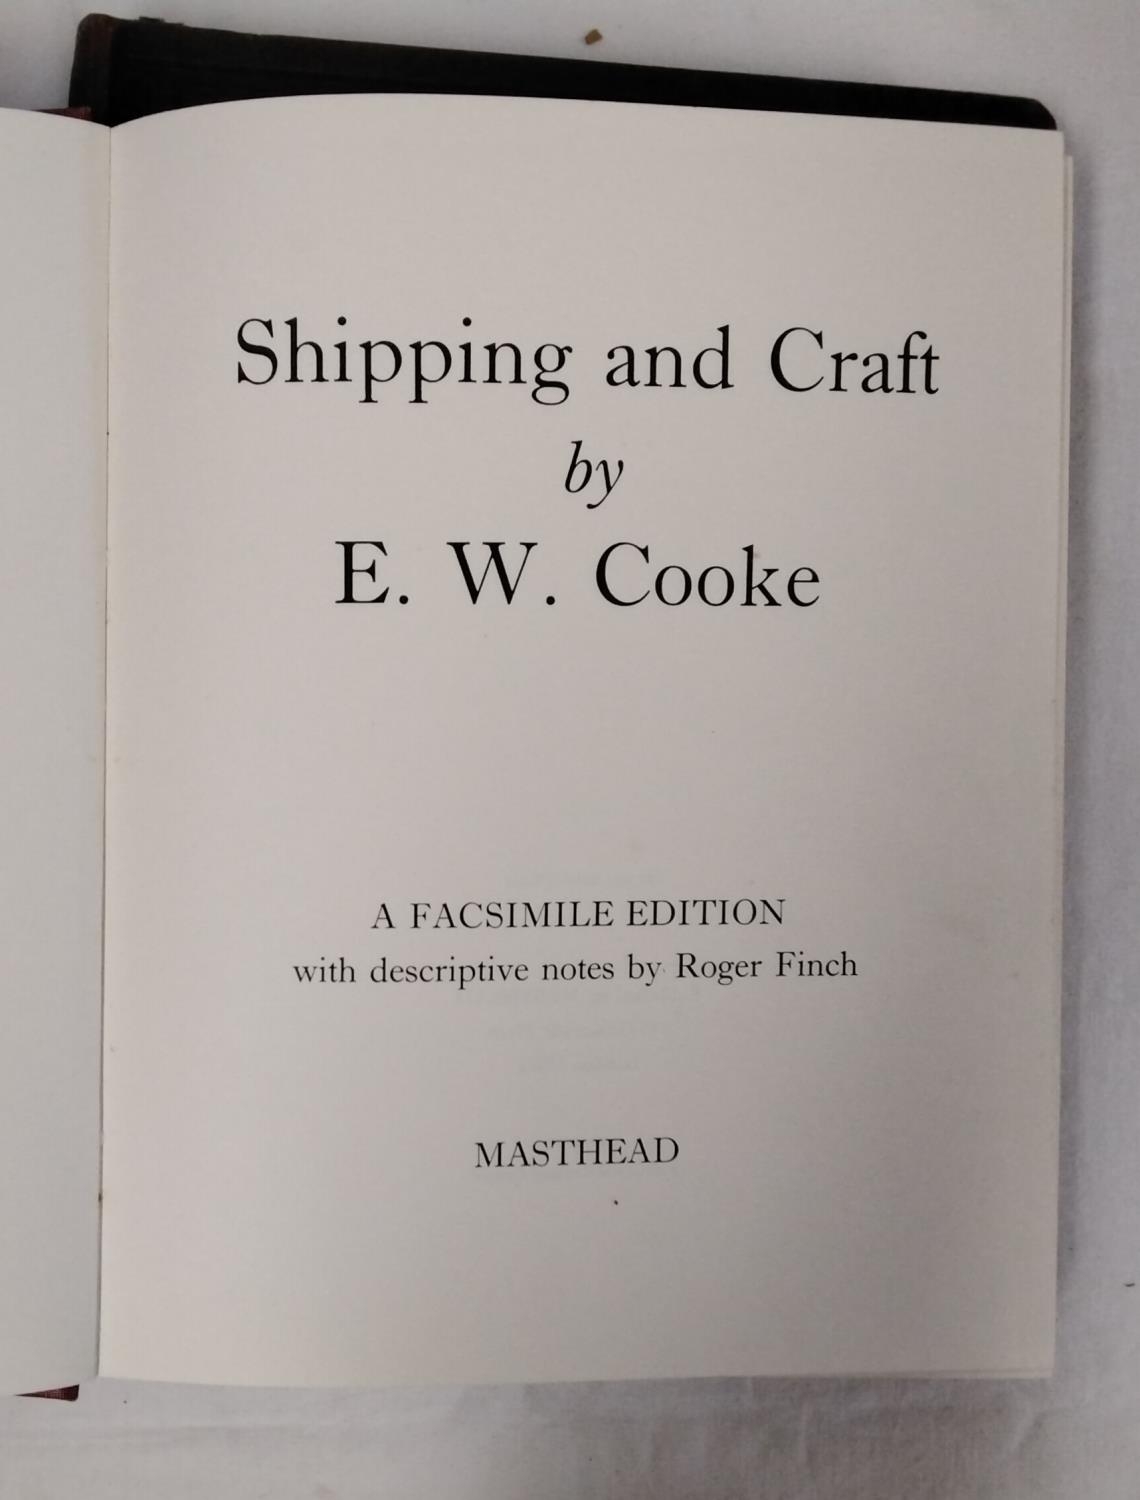 Shipping and Craft
by
E. W. Cooke
A FACSIMILE EDITION
with descriptive notes by Roger Finch
MASTHEAD